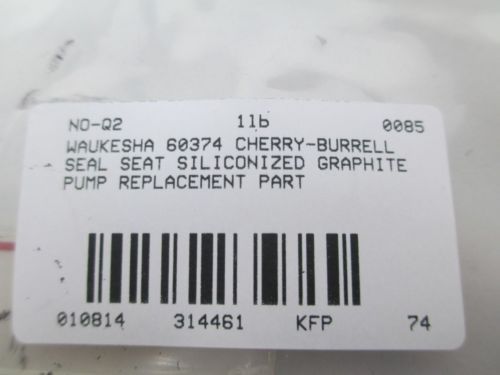 NO-Q2 11b 0085
WAUKESHA 60374 CHERRY-BURRELL
SEAL SEAT SILICONIZED GRAPHITE
PUMP REPLACEMENT PART
010814 314461 KFP 74